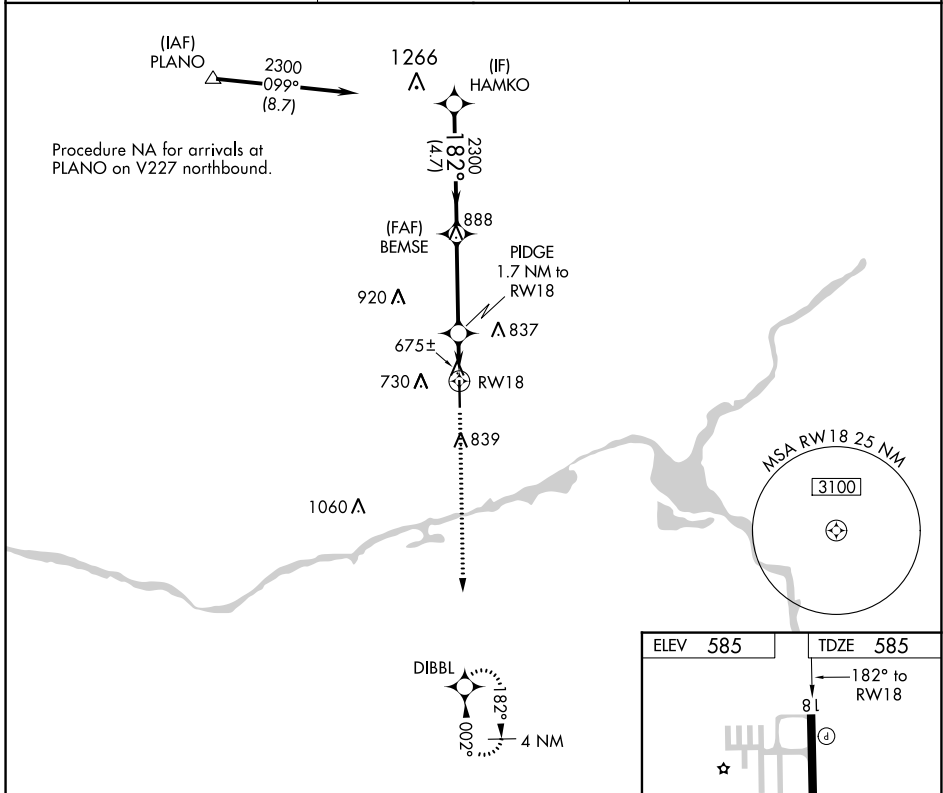 (IAF)
PLANO
2300
099°
(8.7)
1266
(IF)
HAMKO
Procedure NA for arrivals at
PLANO on V227 northbound.
2300
182°
(4.7)
(FAF)
BEMSE
888
PIDGE
1.7 NM to
RW18
920
837
675±
730
RW18
839
1060
MSA RW18 25 NM
3100
DIBBL
182°
002°
4 NM
ELEV 585
TDZE 585
182° to
RW18
18
P